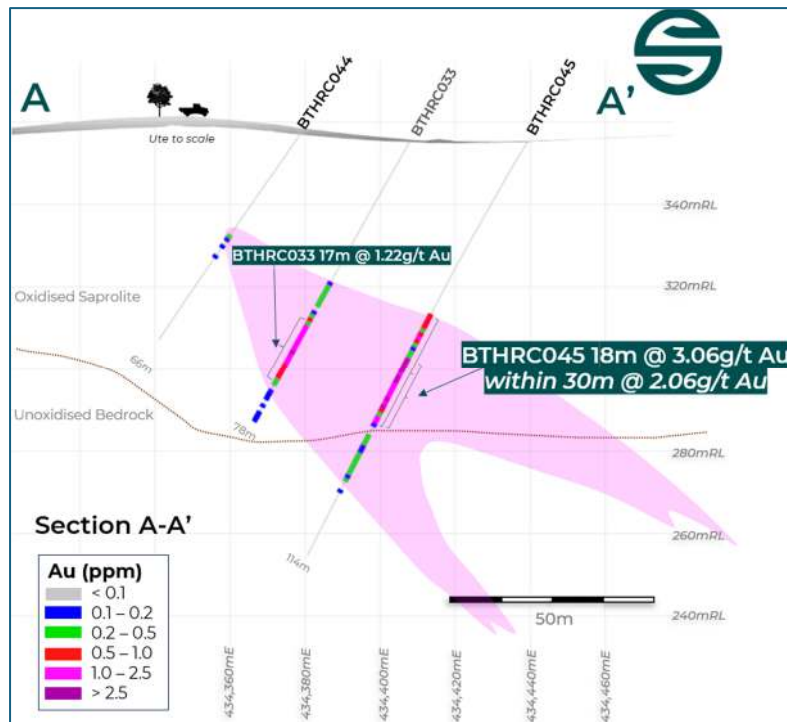 A
A'
BTHRC044
BTHRC033
BTHRC045
Ute to scale
340mRL
BTHRC033 17m @ 1.22g/t Au
320mRL
Oxidised Saprolite
BTHRC045 18m @ 3.06g/t Au
within 30m @ 2.06g/t Au
66m
Unoxidised Bedrock
78m
280mRL
Section A-A'
260mRL
114m
Au (ppm)
< 0.1
0.1 – 0.2
0.2 – 0.5
0.5 – 1.0
1.0 – 2.5
> 2.5
50m
240mRL
434,360mE
434,380mE
434,400mE
434,420mE
434,440mE
434,460mE